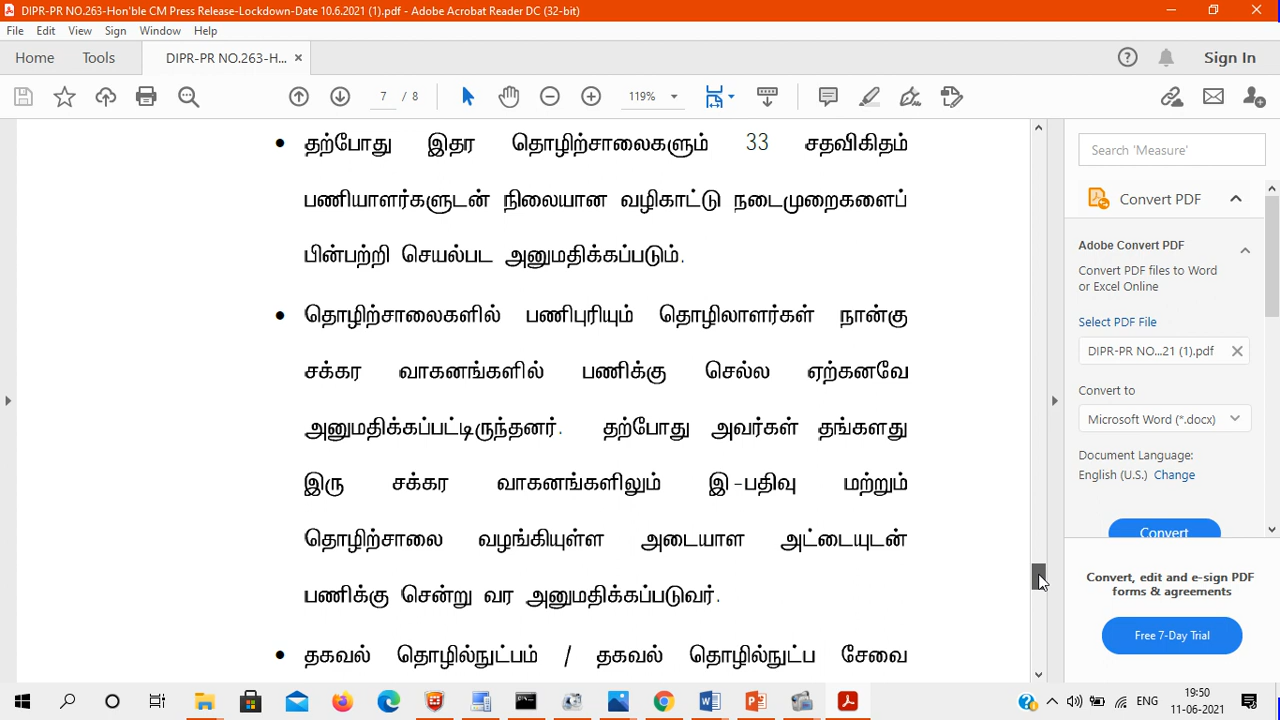 DIPR-PR NO.263-Hon'ble CM Press Release-Lockdown-Date 10.6.2021 (1).pdf - Adobe Acrobat Reader DC (32-bit)
File Edit View Sign Window Help
Home Tools DIPR-PR NO.263-H... × Sign In
7 / 8 119%
• தற்போது இதர தொழிற்சாலைகளும் 33 சதவிகிதம்
பணியாளர்களுடன் நிலையான வழிகாட்டு நடைமுறைகளைப்
பின்பற்றி செயல்பட அனுமதிக்கப்படும்.
• தொழிற்சாலைகளில் பணிபுரியும் தொழிலாளர்கள் நான்கு
சக்கர வாகனங்களில் பணிக்கு செல்ல ஏற்கனவே
அனுமதிக்கப்பட்டிருந்தனர். தற்போது அவர்கள் தங்களது
இரு சக்கர வாகனங்களிலும் இ-பதிவு மற்றும்
தொழிற்சாலை வழங்கியுள்ள அடையாள அட்டையுடன்
பணிக்கு சென்று வர அனுமதிக்கப்படுவர்.
• தகவல் தொழில்நுட்பம் / தகவல் தொழில்நுட்ப சேவை
Search 'Measure'
Convert PDF
Adobe Convert PDF
Convert PDF files to Word
or Excel Online
Select PDF File
DIPR-PR NO...21 (1).pdf ×
Convert to
Microsoft Word (*.docx)
Document Language:
English (U.S.) Change
Convert
Convert, edit and e-sign PDF
forms & agreements
Free 7-Day Trial
ENG
19:50
11-06-2021